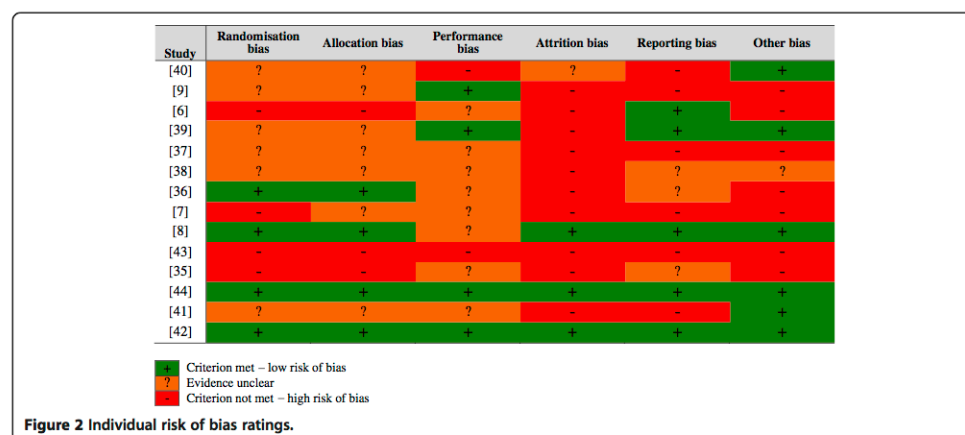 Study Randomisation bias Allocation bias Performance bias Attrition bias Reporting bias Other bias
[40] ? ? - ? - +
[9] ? ? + - - -
[6] - - ? - + -
[39] ? ? + - + +
[37] ? ? ? - - -
[38] ? ? ? - ? ?
[36] + + ? - ? -
[7] - ? ? - - -
[8] + + ? + + +
[43] - - - - - -
[35] - - ? - ? -
[44] + + + + + +
[41] ? ? ? - - +
[42] + + + + + +
+ Criterion met – low risk of bias
? Evidence unclear
- Criterion not met – high risk of bias
Figure 2 Individual risk of bias ratings.